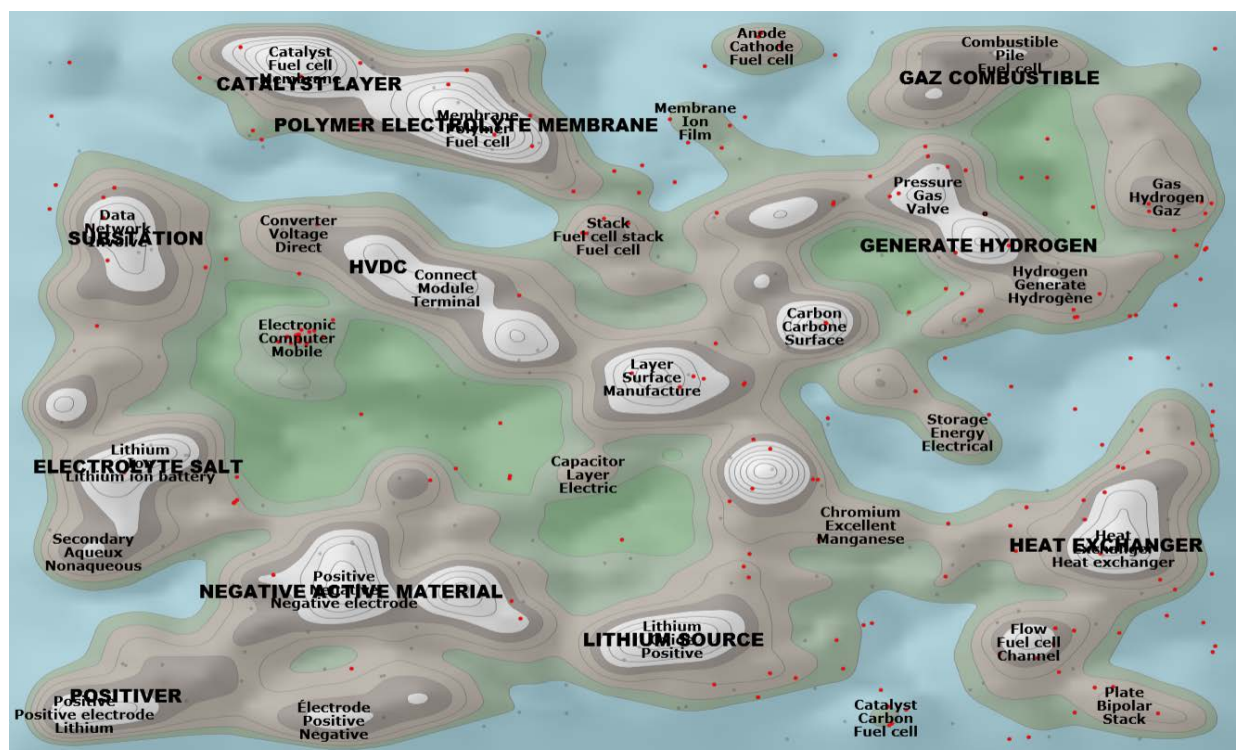 Catalyst
Fuel cell
Membrane
CATALYST LAYER
Anode
Cathode
Fuel cell
Combustible
Pile
Fuel cell
GAZ COMBUSTIBLE
Membrane
Polymer
Fuel cell
POLYMER ELECTROLYTE MEMBRANE
Membrane
Ion
Film
Pressure
Gas
Valve
Gas
Hydrogen
Gaz
Data
Network
SUBSTATION
Converter
Voltage
Direct
Stack
Fuel cell stack
Fuel cell
GENERATE HYDROGEN
HVDC
Connect
Module
Terminal
Hydrogen
Generate
Hydrogène
Electronic
Computer
Mobile
Carbon
Carbone
Surface
Layer
Surface
Manufacture
Storage
Energy
Electrical
Lithium
ELECTROLYTE SALT
Lithium ion battery
Capacitor
Layer
Electric
Chromium
Excellent
Manganese
Secondary
Aqueux
Nonaqueous
Heat
HEAT EXCHANGER
Heat exchanger
Positive
NEGATIVE ACTIVE MATERIAL
Negative electrode
Lithium
LITHIUM SOURCE
Positive
Flow
Fuel cell
Channel
POSITIVER
Positive
Positive electrode
Lithium
Électrode
Positive
Negative
Catalyst
Carbon
Fuel cell
Plate
Bipolar
Stack